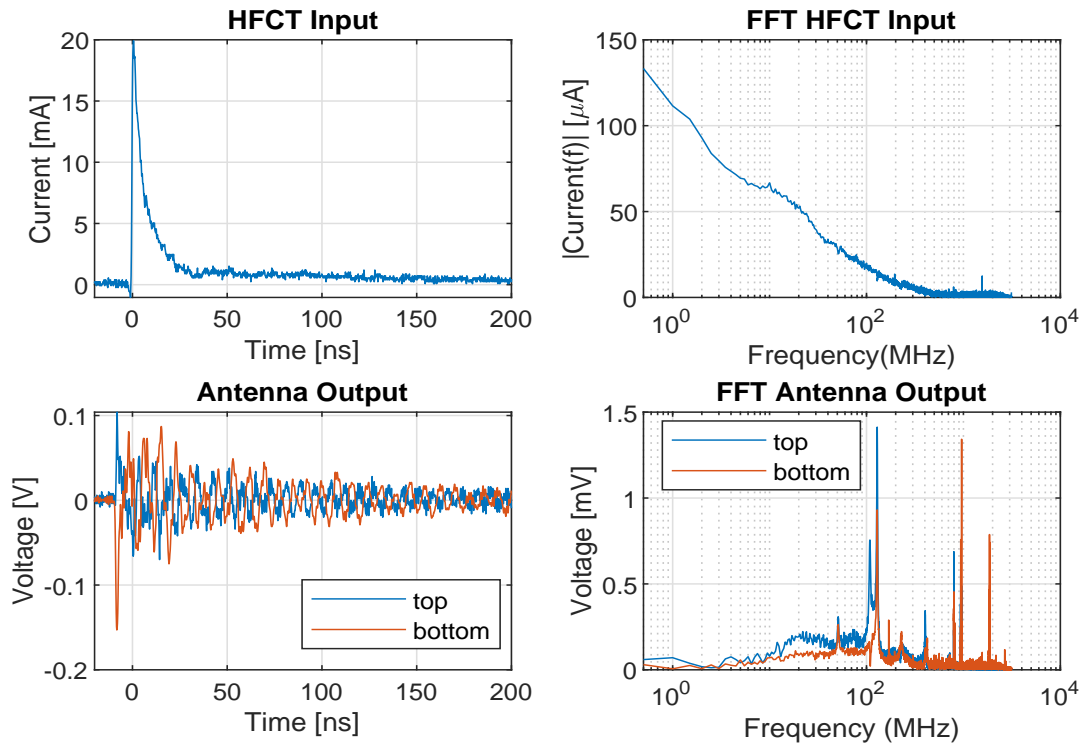 HFCT Input
20
15
10
5
0
Current [mA]
0 50 100 150 200
Time [ns]
FFT HFCT Input
150
100
50
0
|Current(f)| [μA]
10^0 10^2 10^4
Frequency(MHz)
Antenna Output
0.1
0
-0.1
-0.2
Voltage [V]
top
bottom
0 50 100 150 200
Time [ns]
FFT Antenna Output
1.5
1
0.5
0
Voltage [mV]
top
bottom
10^0 10^2 10^4
Frequency (MHz)